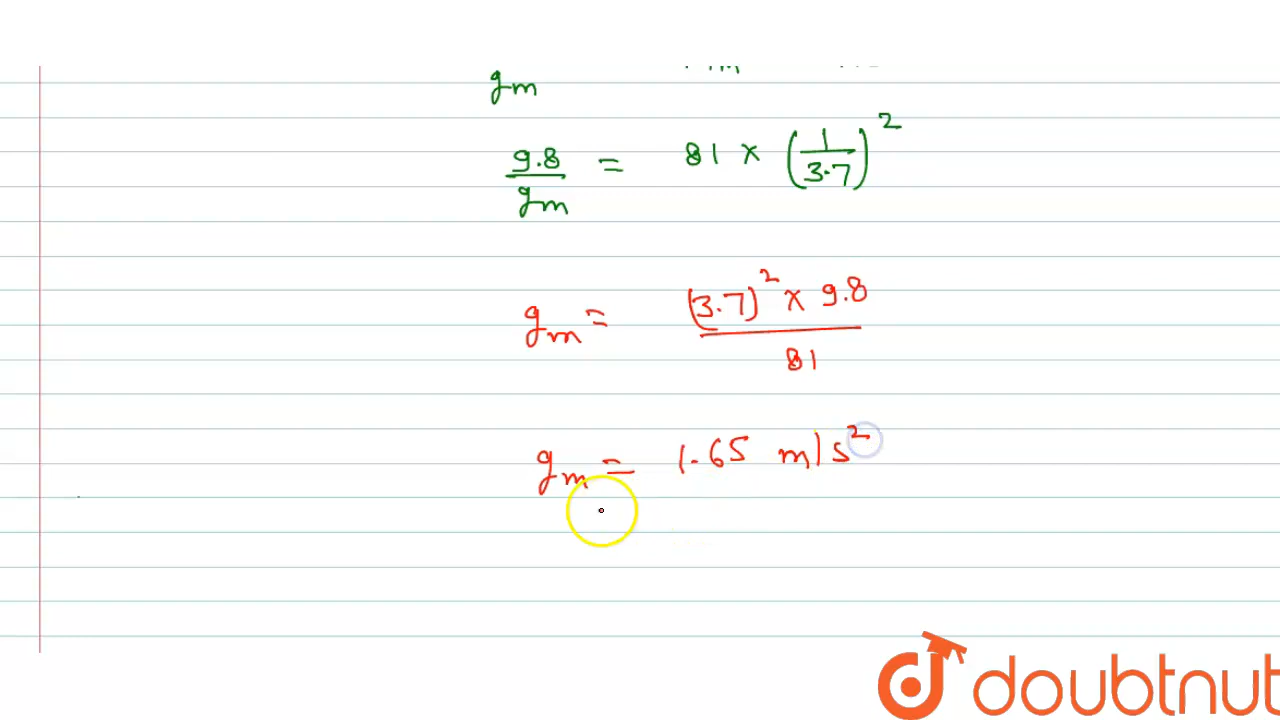 gm
9.8/gm = 81 × (1/3.7)²
gm = (3.7)² × 9.8 / 81
gm = 1.65 m/s²
doubtnut